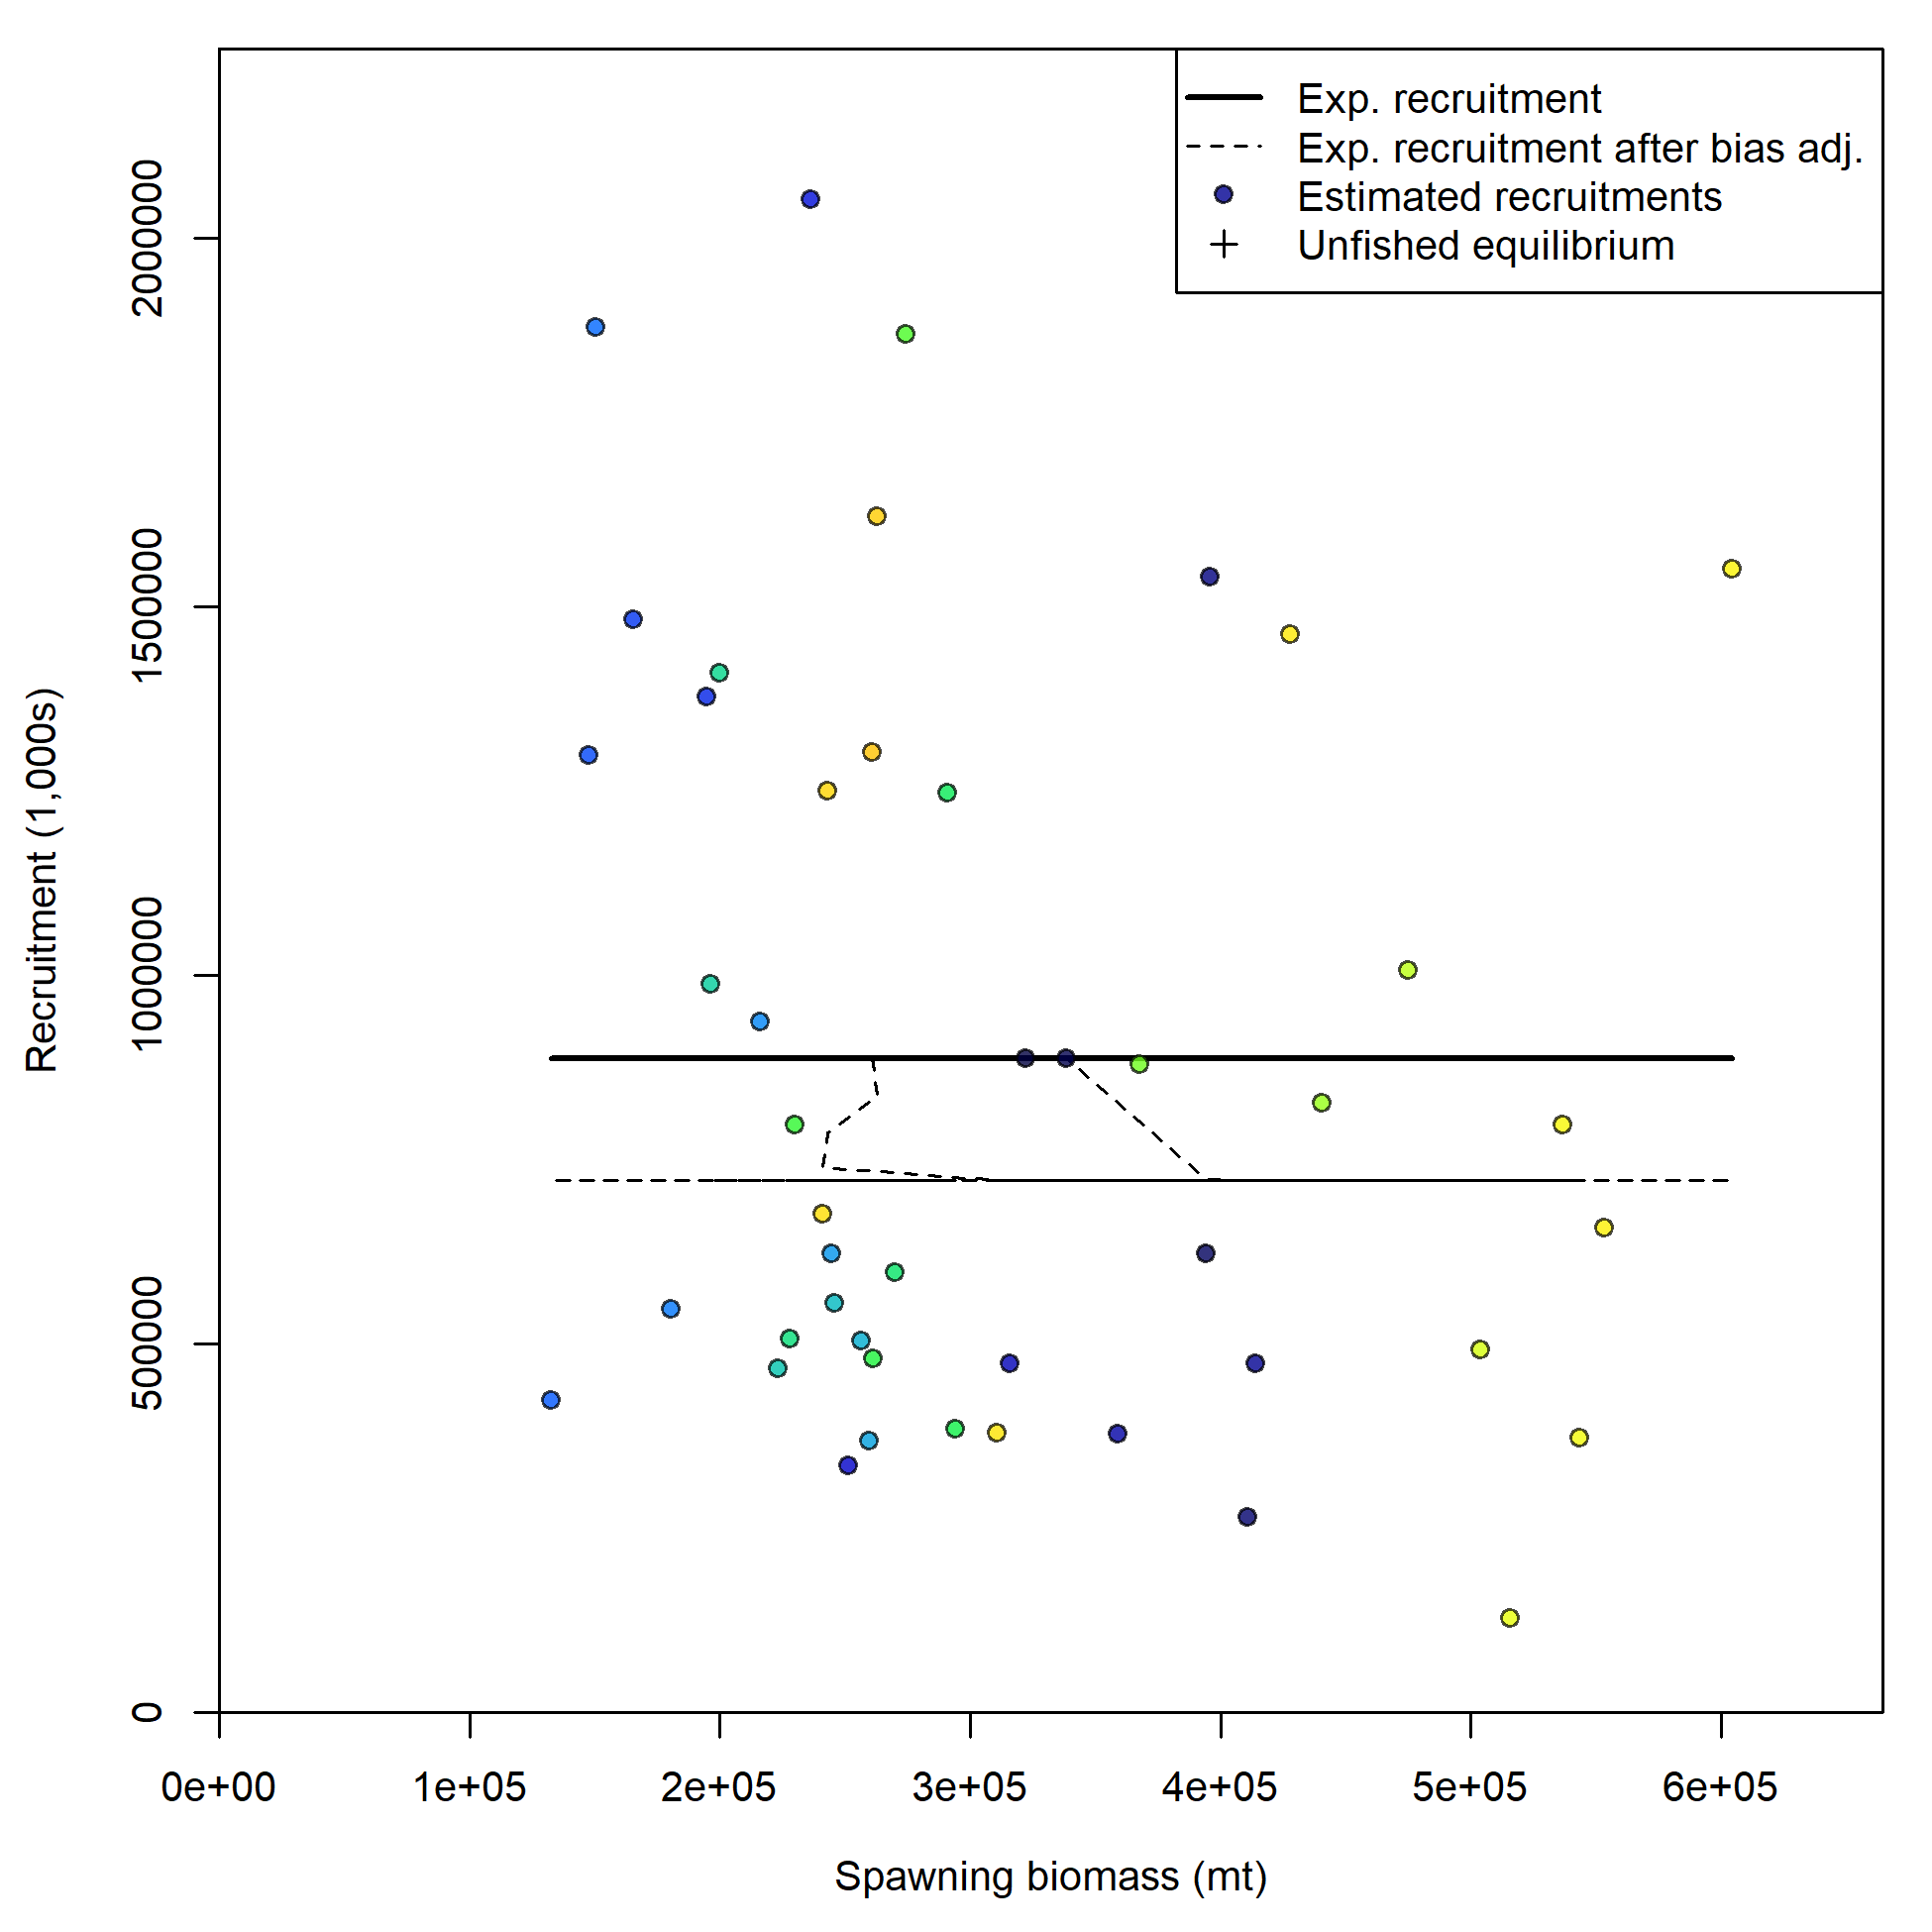 Exp. recruitment
Exp. recruitment after bias adj.
Estimated recruitments
Unfished equilibrium
2000000
1500000
1000000
500000
0
Recruitment (1,000s)
0e+00 1e+05 2e+05 3e+05 4e+05 5e+05 6e+05
Spawning biomass (mt)